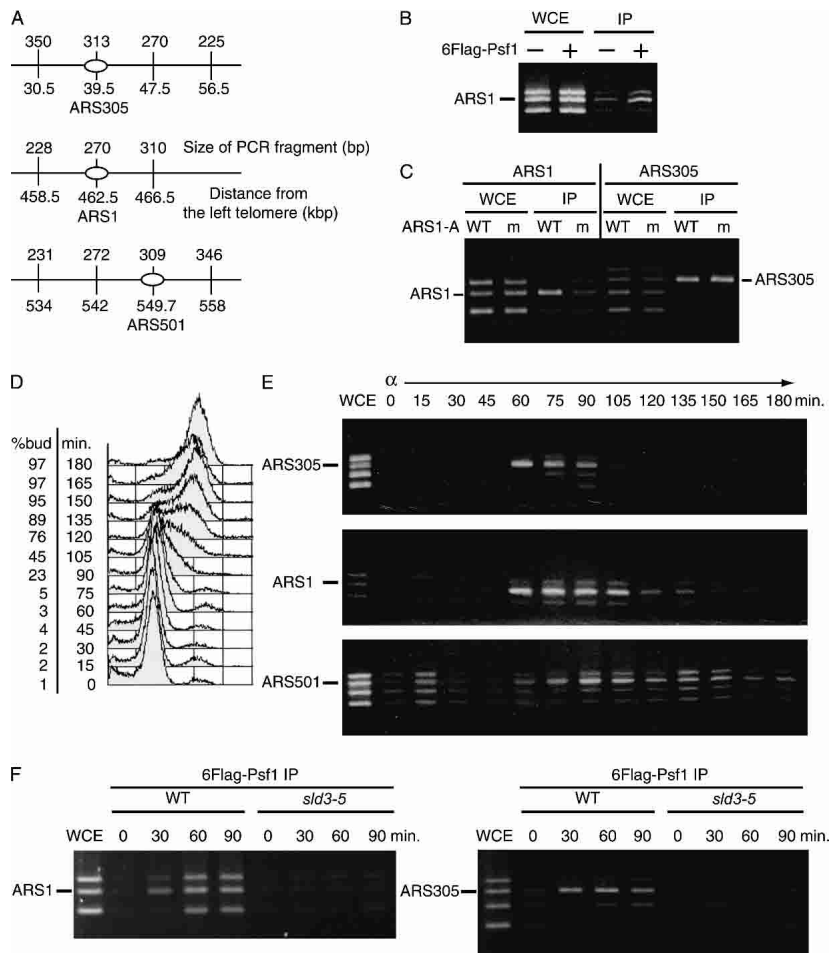 A
350 313 270 225
30.5 39.5 47.5 56.5
ARS305
228 270 310 Size of PCR fragment (bp)
458.5 462.5 466.5 Distance from
ARS1 the left telomere (kbp)
231 272 309 346
534 542 549.7 558
ARS501
B
WCE IP
6Flag-Psf1 − + − +
ARS1
C
ARS1 ARS305
WCE IP WCE IP
ARS1-A WT m WT m WT m WT m
ARS1
ARS305
D
%bud min.
97 180
97 165
95 150
89 135
76 120
45 105
23 90
5 75
3 60
4 45
2 30
2 15
1 0
E
α
WCE 0 15 30 45 60 75 90 105 120 135 150 165 180 min.
ARS305
ARS1
ARS501
F
6Flag-Psf1 IP
WT sld3-5
WCE 0 30 60 90 0 30 60 90 min.
ARS1
6Flag-Psf1 IP
WT sld3-5
WCE 0 30 60 90 0 30 60 90 min.
ARS305